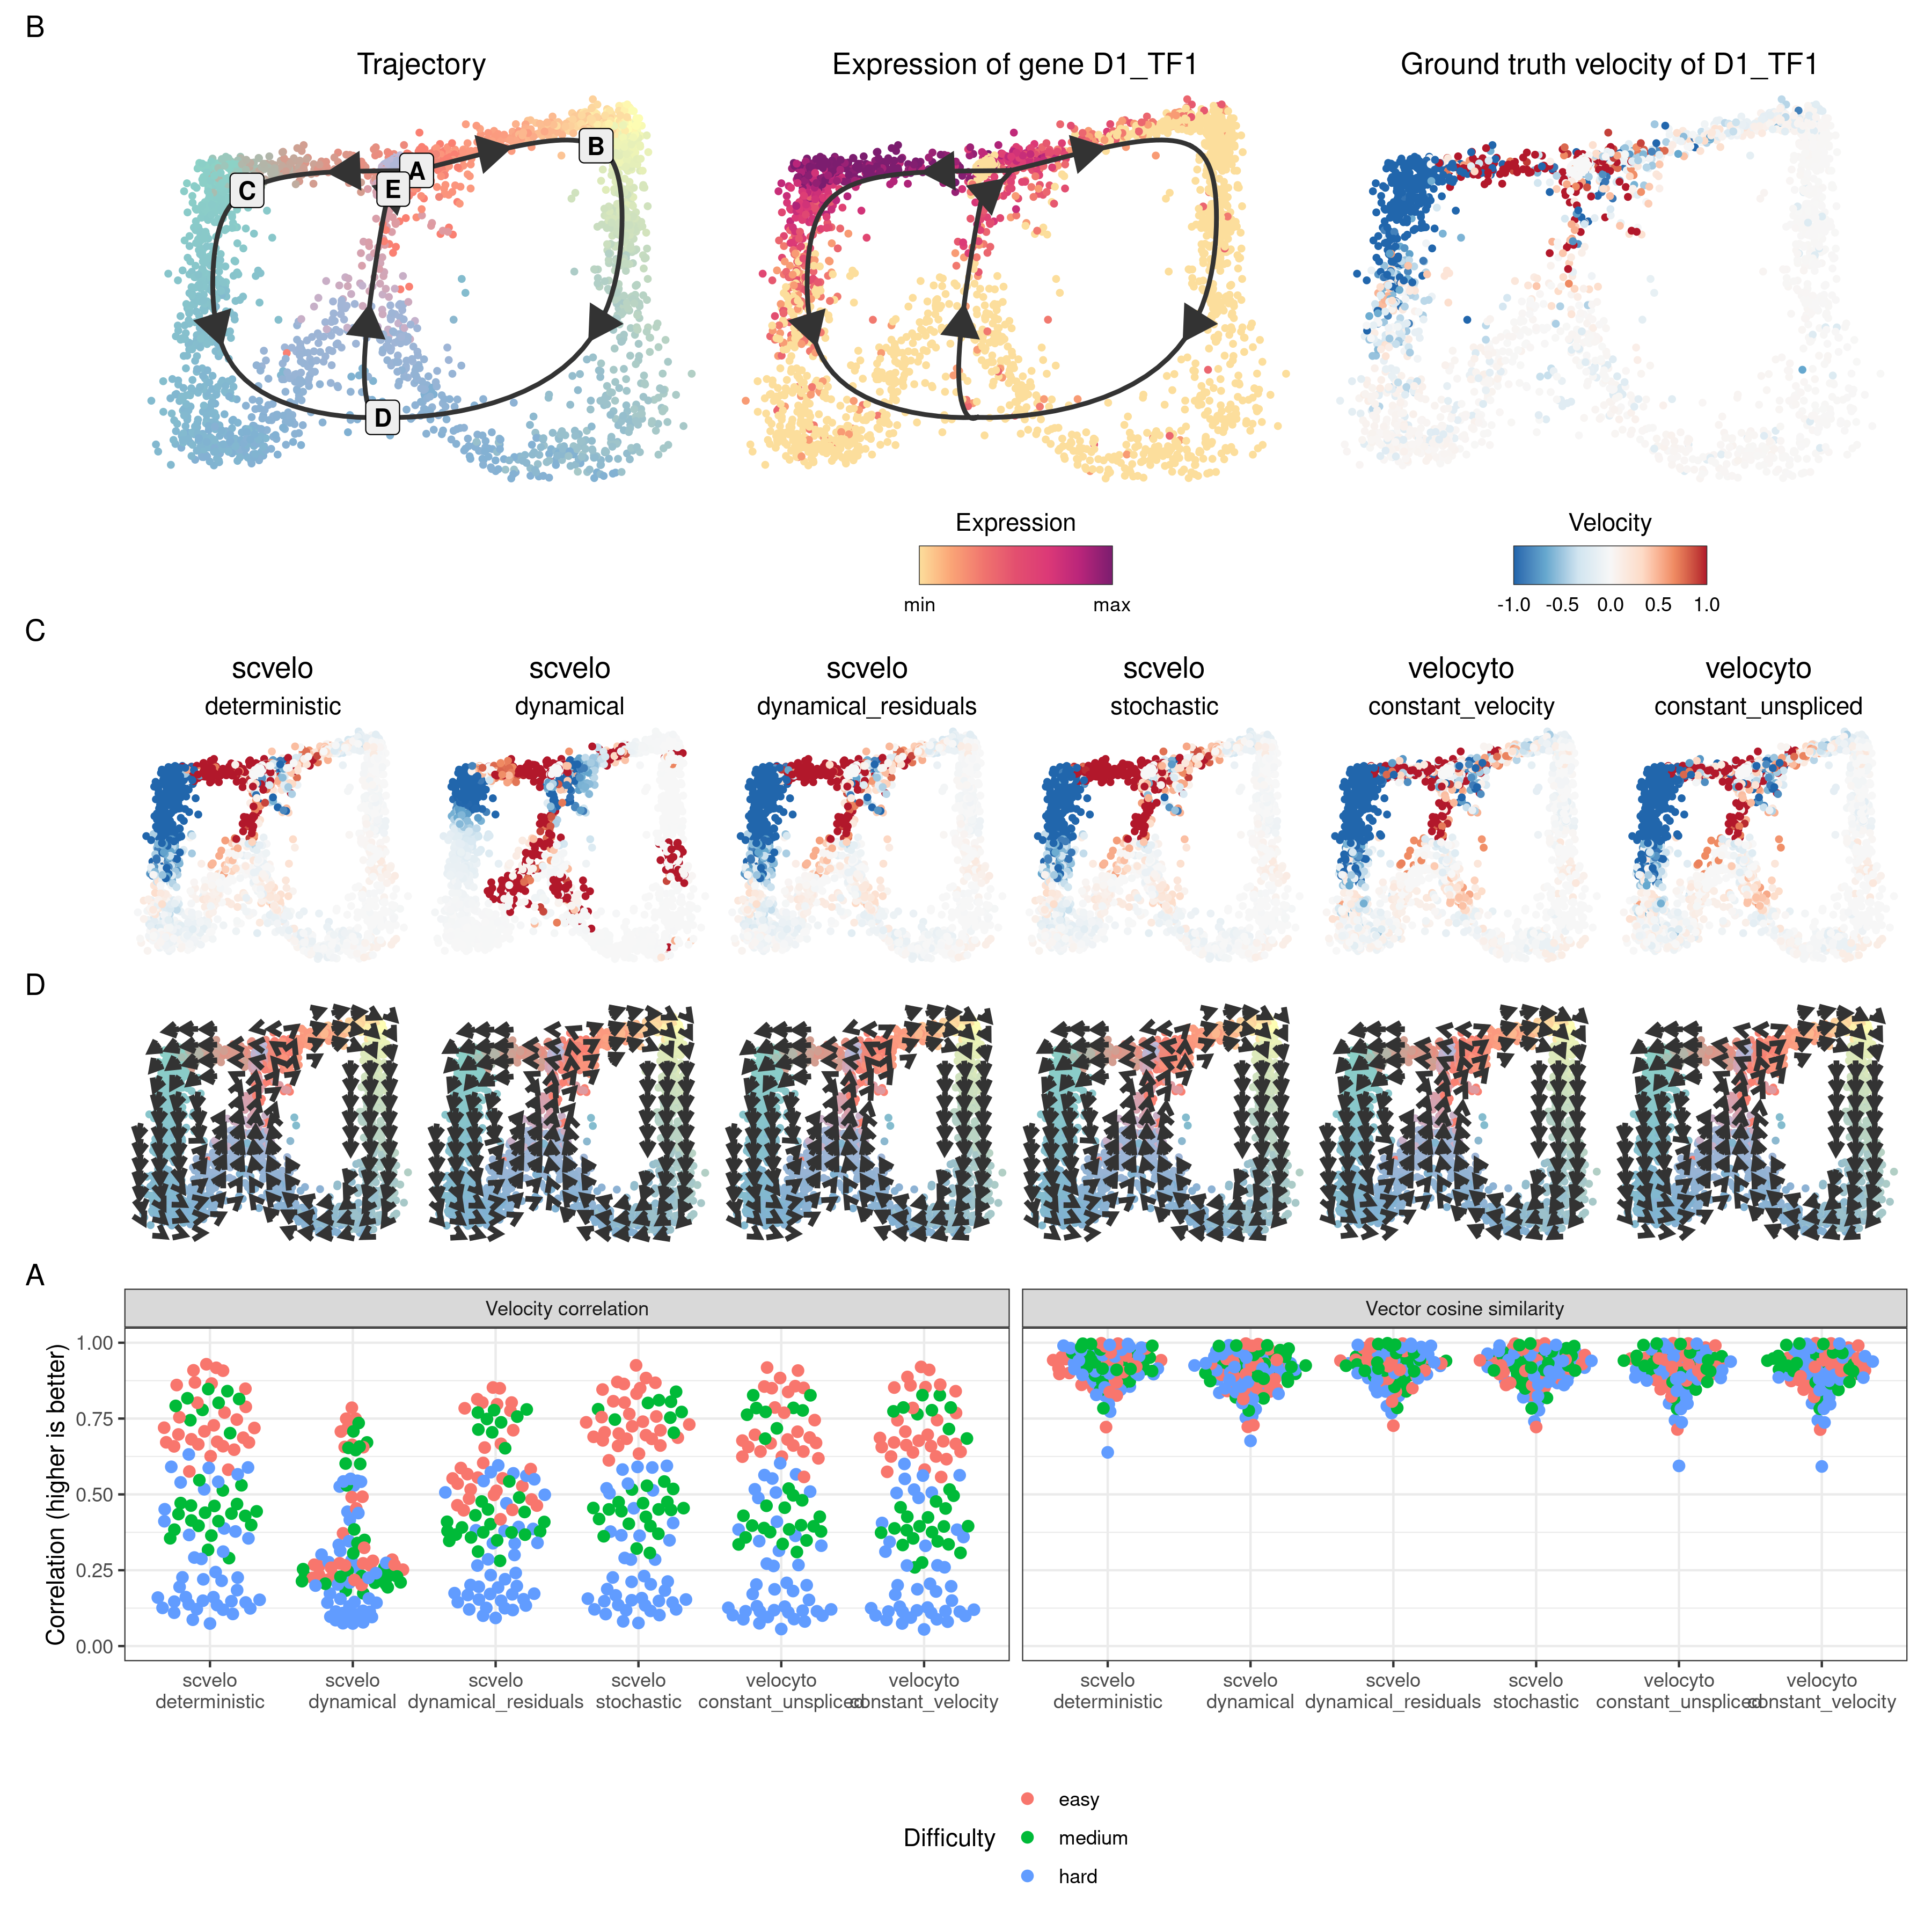 B
Trajectory
Expression of gene D1_TF1
Ground truth velocity of D1_TF1
A
B
C
E
D
Expression
min max
Velocity
-1.0 -0.5 0.0 0.5 1.0
C
scvelo
deterministic
scvelo
dynamical
scvelo
dynamical_residuals
scvelo
stochastic
velocyto
constant_velocity
velocyto
constant_unspliced
D
A
Velocity correlation
Vector cosine similarity
Correlation (higher is better)
1.00
0.75
0.50
0.25
0.00
scvelo
deterministic
scvelo
dynamical
scvelo
dynamical_residuals
scvelo
stochastic
velocyto
constant_unspliced
velocyto
constant_velocity
scvelo
deterministic
scvelo
dynamical
scvelo
dynamical_residuals
scvelo
stochastic
velocyto
constant_unspliced
velocyto
constant_velocity
Difficulty
easy
medium
hard